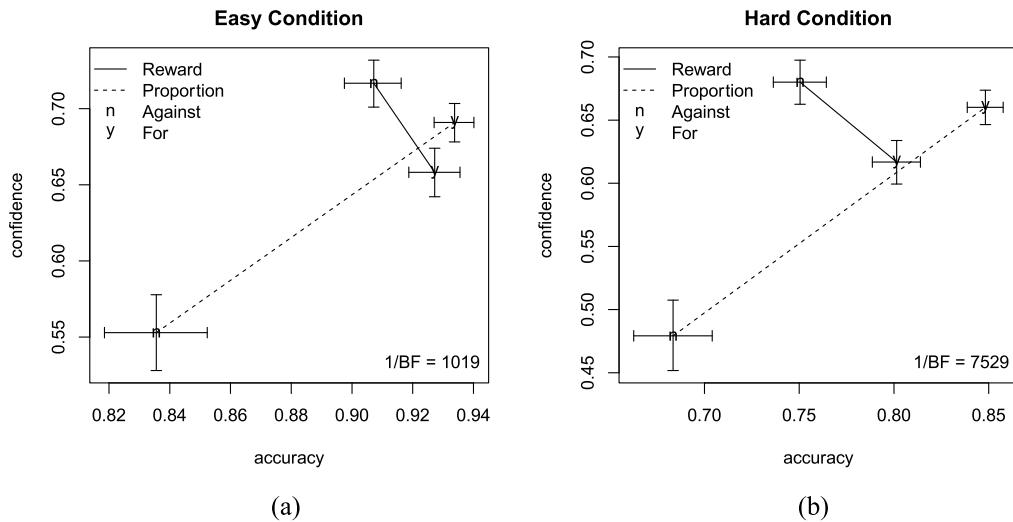 Easy Condition
Reward
Proportion
n Against
y For
n
y
y
n
0.70
0.65
0.60
0.55
confidence
1/BF = 1019
0.82 0.84 0.86 0.88 0.90 0.92 0.94
accuracy
(a)
Hard Condition
Reward
Proportion
n Against
y For
n
y
y
n
0.70
0.65
0.60
0.55
0.50
0.45
confidence
1/BF = 7529
0.70 0.75 0.80 0.85
accuracy
(b)